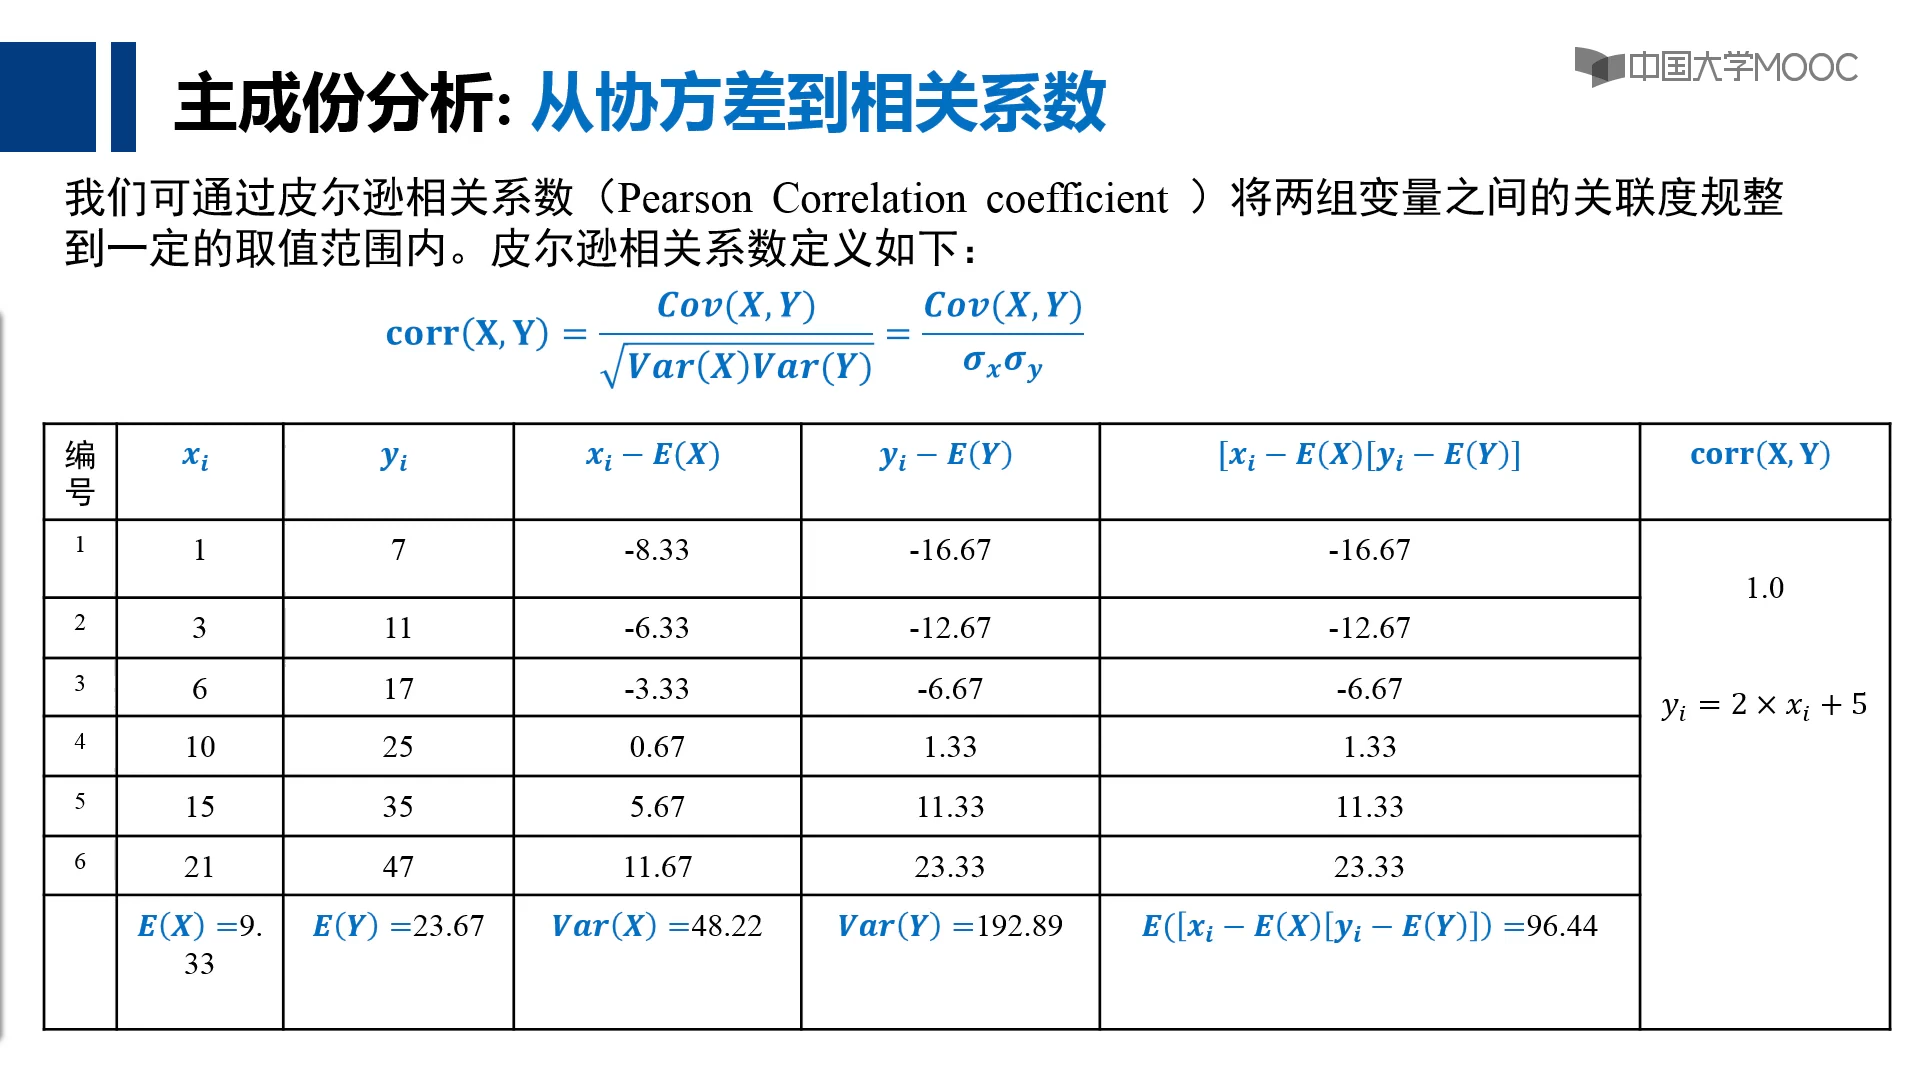 主成份分析: 从协方差到相关系数
中国大学MOOC
我们可通过皮尔逊相关系数（Pearson Correlation coefficient ）将两组变量之间的关联度规整
到一定的取值范围内。皮尔逊相关系数定义如下：
corr(X, Y) = Cov(X, Y) / √Var(X)Var(Y) = Cov(X, Y) / σₓσᵧ
编号 xᵢ yᵢ xᵢ − E(X) yᵢ − E(Y) [xᵢ − E(X)[yᵢ − E(Y)] corr(X, Y)
1 1 7 -8.33 -16.67 -16.67
1.0
2 3 11 -6.33 -12.67 -12.67
3 6 17 -3.33 -6.67 -6.67
yᵢ = 2 × xᵢ + 5
4 10 25 0.67 1.33 1.33
5 15 35 5.67 11.33 11.33
6 21 47 11.67 23.33 23.33
E(X) =9.33 E(Y) =23.67 Var(X) =48.22 Var(Y) =192.89 E([xᵢ − E(X)[yᵢ − E(Y)]) =96.44